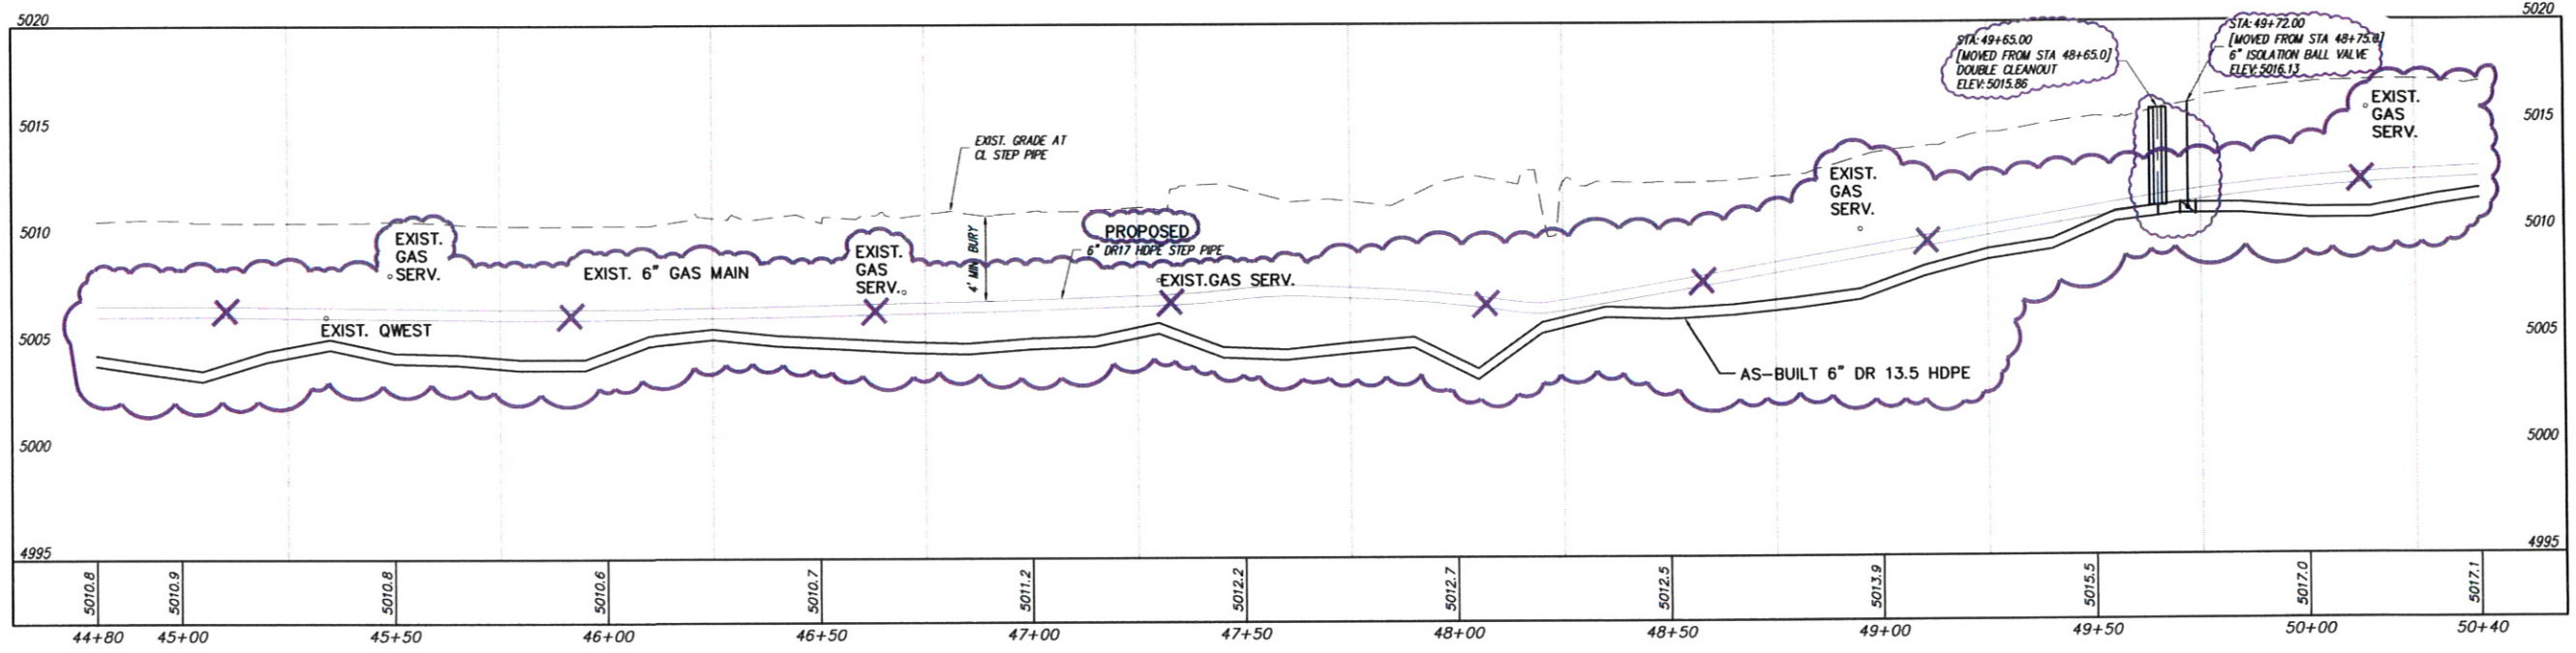 5020
5020
STA: 49+65.00
[MOVED FROM STA 48+65.0]
DOUBLE CLEANOUT
ELEV: 5015.86
STA: 49+72.00
[MOVED FROM STA 48+75.0]
6" ISOLATION BALL VALVE
ELEV: 5016.13
EXIST.
GAS
SERV.
5015
5015
EXIST. GRADE AT
CL STEP PIPE
EXIST.
GAS
SERV.
5010
5010
EXIST.
GAS
SERV.
EXIST. 6" GAS MAIN
EXIST.
GAS
SERV.
4' MIN BURY
PROPOSED
6" DR17 HDPE STEP PIPE
EXIST.GAS SERV.
EXIST. QWEST
5005
5005
AS-BUILT 6" DR 13.5 HDPE
5000
5000
4995
4995
5010.8
5010.9
5010.8
5010.6
5010.7
5011.2
5012.2
5012.7
5012.5
5013.9
5015.5
5017.0
5017.1
44+80
45+00
45+50
46+00
46+50
47+00
47+50
48+00
48+50
49+00
49+50
50+00
50+40